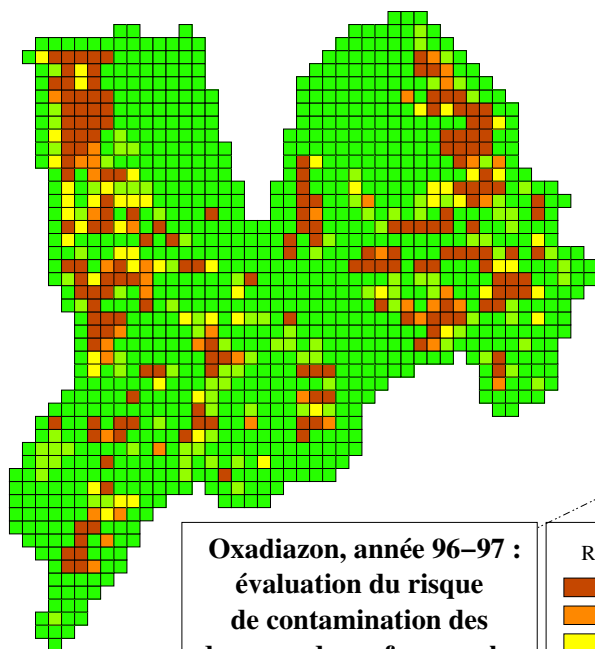 Oxadiazon, année 96–97 :
évaluation du risque
de contamination des
R